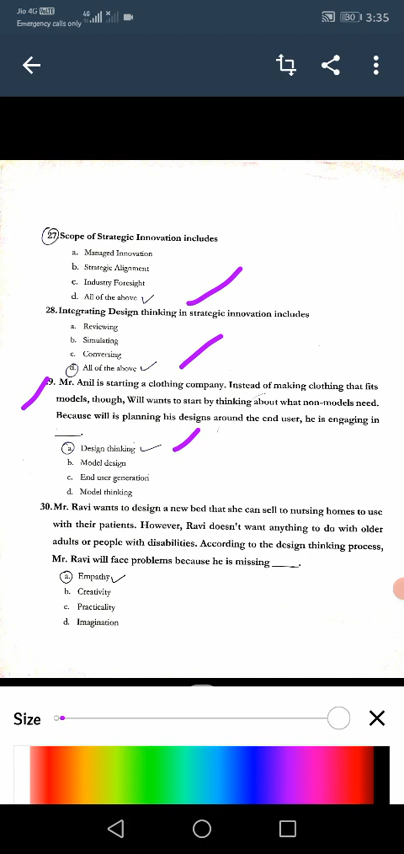 Jio 4G VoLTE
Emergency calls only
4G
30 3:35
27. Scope of Strategic Innovation includes
a. Managed Innovation
b. Strategic Alignment
c. Industry Foresight
d. All of the above
28. Integrating Design thinking in strategic innovation includes
a. Reviewing
b. Simulating
c. Conversing
d. All of the above
9. Mr. Anil is starting a clothing company. Instead of making clothing that fits
models, though, Will wants to start by thinking about what non-models need.
Because will is planning his designs around the end user, he is engaging in
_____.
a. Design thinking
b. Model design
c. End user generation
d. Model thinking
30. Mr. Ravi wants to design a new bed that she can sell to nursing homes to use
with their patients. However, Ravi doesn't want anything to do with older
adults or people with disabilities. According to the design thinking process,
Mr. Ravi will face problems because he is missing _____.
a. Empathy
b. Creativity
c. Practicality
d. Imagination
Size